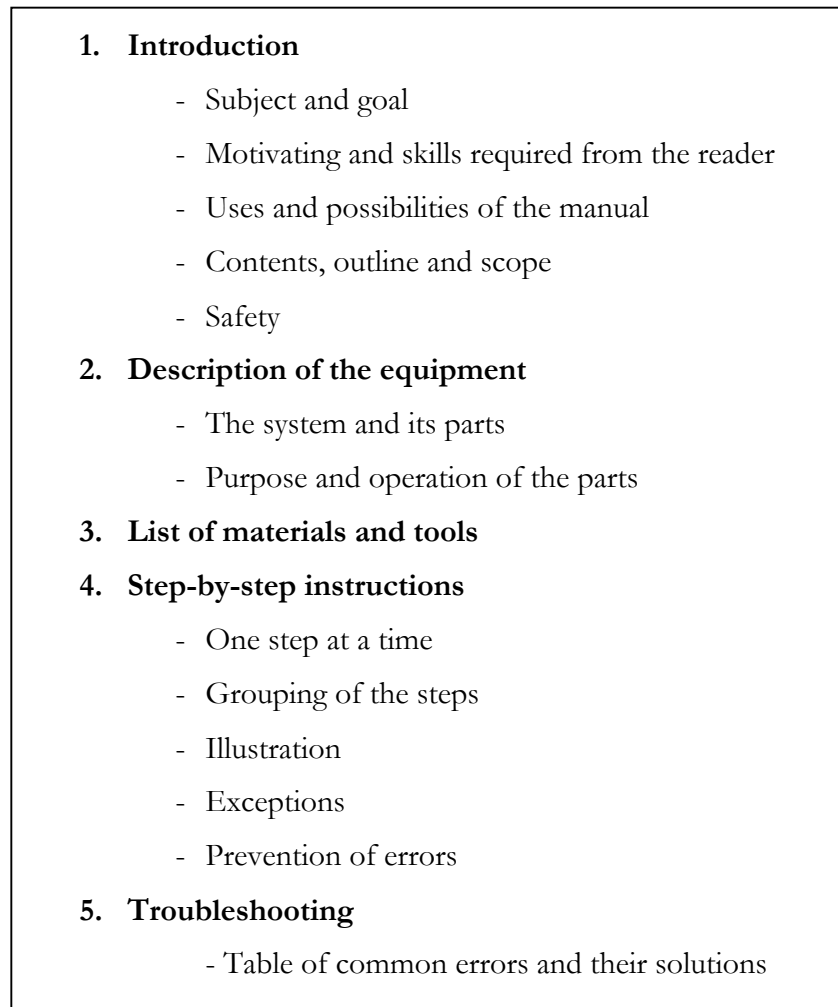 1. Introduction
- Subject and goal
- Motivating and skills required from the reader
- Uses and possibilities of the manual
- Contents, outline and scope
- Safety
2. Description of the equipment
- The system and its parts
- Purpose and operation of the parts
3. List of materials and tools
4. Step-by-step instructions
- One step at a time
- Grouping of the steps
- Illustration
- Exceptions
- Prevention of errors
5. Troubleshooting
- Table of common errors and their solutions